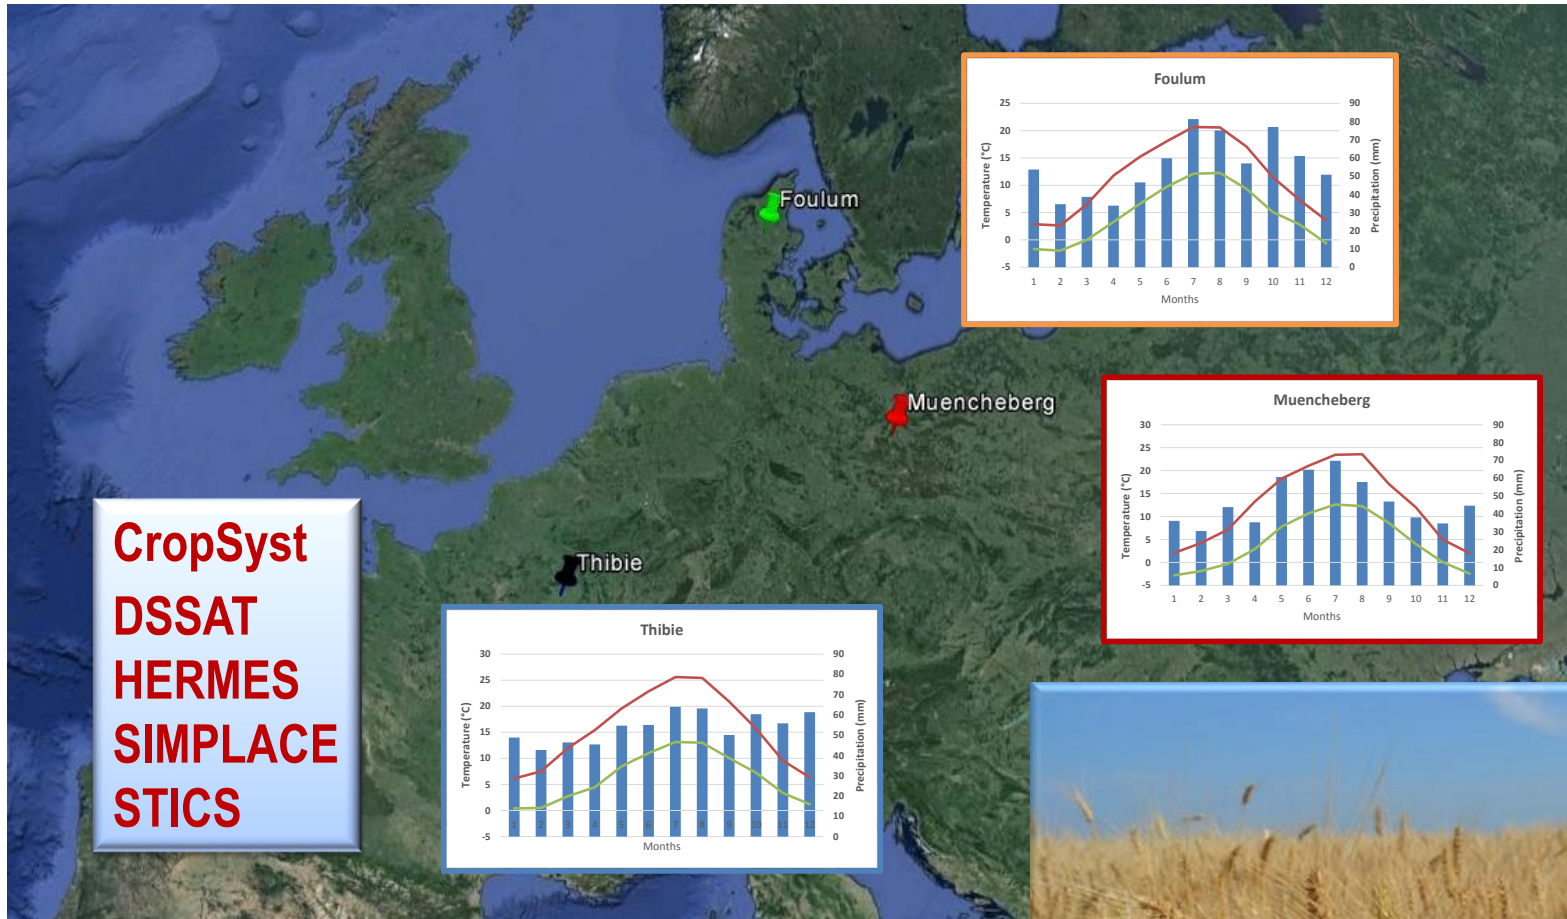 Foulum
25
20
15
10
5
0
-5
90
80
70
60
50
40
30
20
10
0
Temperature (°C)
Precipitation (mm)
1 2 3 4 5 6 7 8 9 10 11 12
Months
Foulum
Muencheberg
Muencheberg
30
25
20
15
10
5
0
-5
90
80
70
60
50
40
30
20
10
0
Temperature (°C)
Precipitation (mm)
1 2 3 4 5 6 7 8 9 10 11 12
Months
CropSyst
DSSAT
HERMES
SIMPLACE
STICS
Thibie
Thibie
30
25
20
15
10
5
0
-5
90
80
70
60
50
40
30
20
10
0
Temperature (°C)
Precipitation (mm)
1 2 3 4 5 6 7 8 9 10 11 12
Months